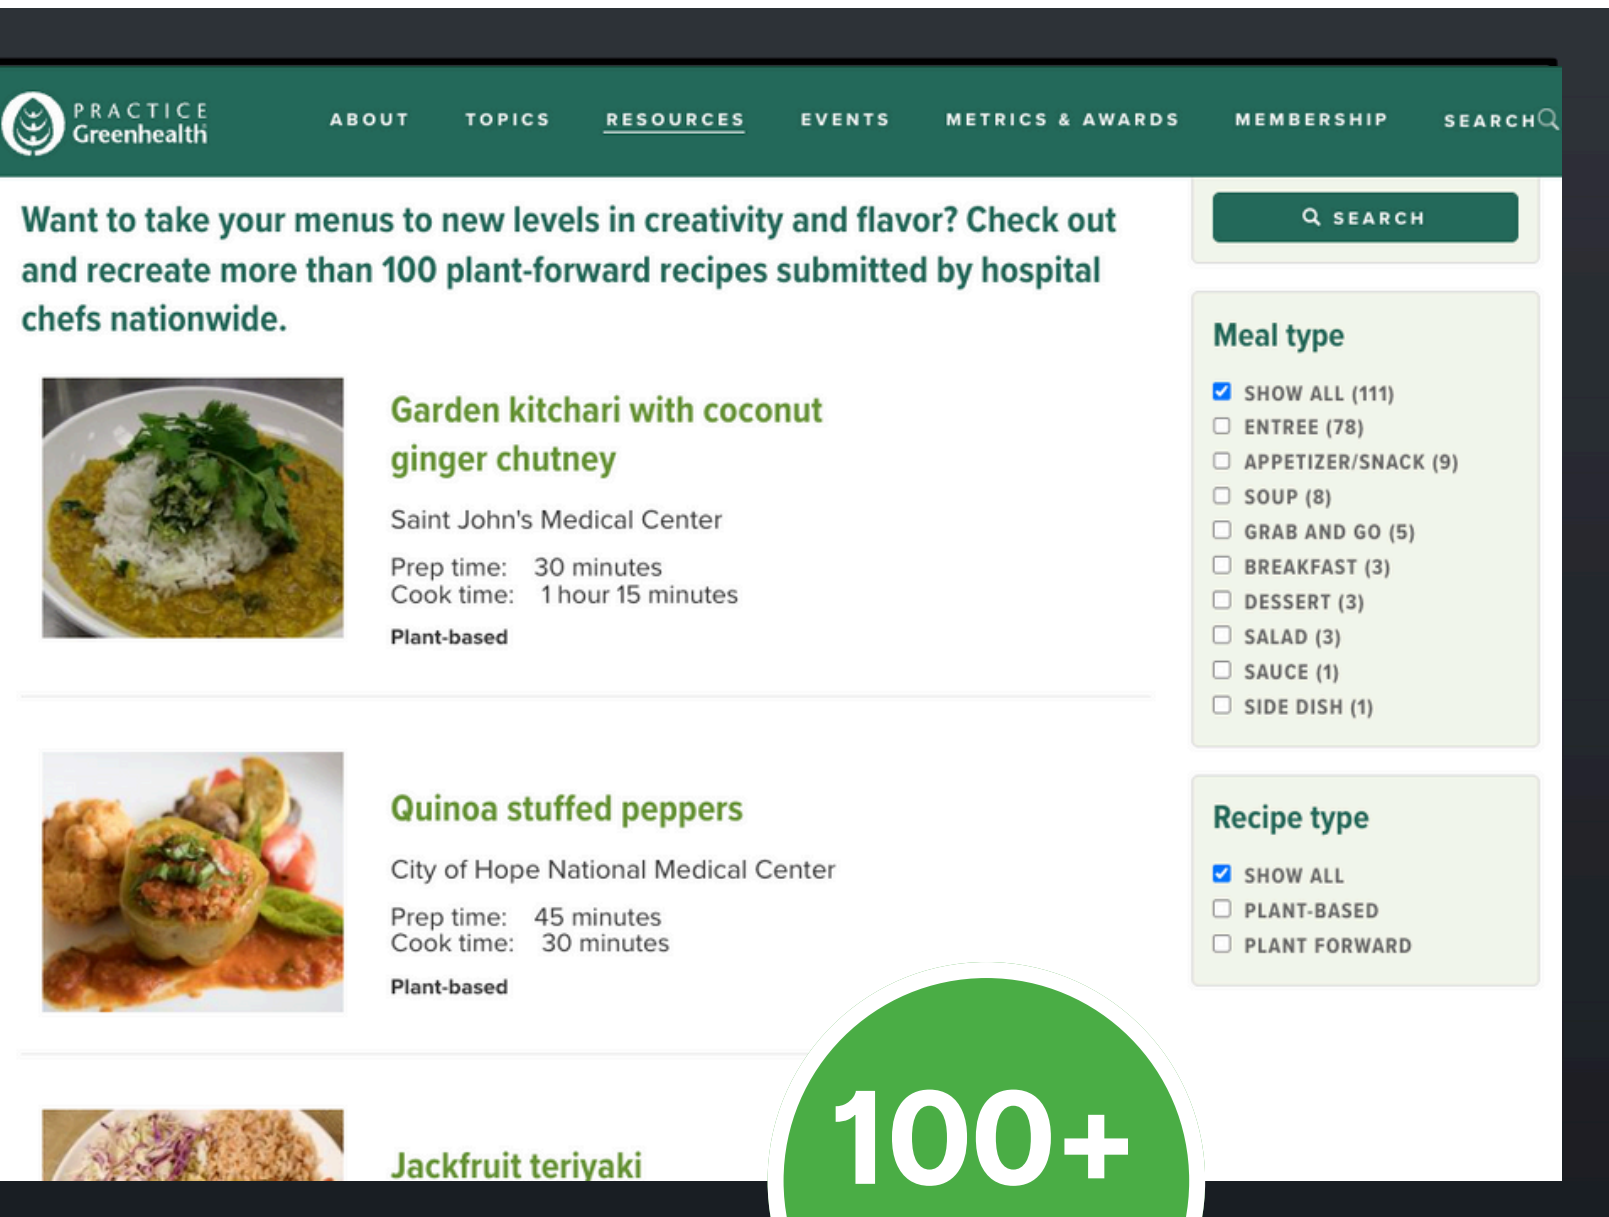 PRACTICE
Greenhealth
ABOUT
TOPICS
RESOURCES
EVENTS
METRICS & AWARDS
MEMBERSHIP
SEARCH
Want to take your menus to new levels in creativity and flavor? Check out
and recreate more than 100 plant-forward recipes submitted by hospital
chefs nationwide.
Garden kitchari with coconut
ginger chutney
Saint John's Medical Center
Prep time: 30 minutes
Cook time: 1 hour 15 minutes
Plant-based
Quinoa stuffed peppers
City of Hope National Medical Center
Prep time: 45 minutes
Cook time: 30 minutes
Plant-based
Jackfruit teriyaki
SEARCH
Meal type
SHOW ALL (111)
ENTREE (78)
APPETIZER/SNACK (9)
SOUP (8)
GRAB AND GO (5)
BREAKFAST (3)
DESSERT (3)
SALAD (3)
SAUCE (1)
SIDE DISH (1)
Recipe type
SHOW ALL
PLANT-BASED
PLANT FORWARD
100+